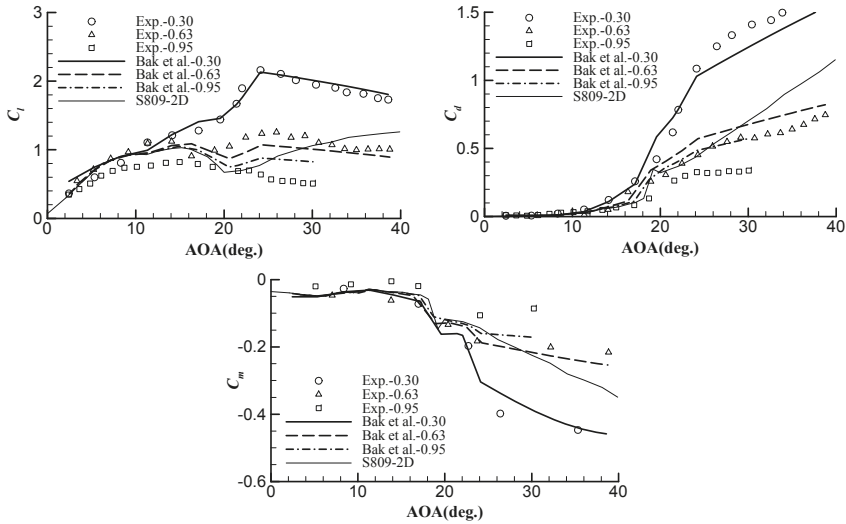 3
2
1
0
0
10
20
30
40
C_l
AOA(deg.)
Exp.-0.30
Exp.-0.63
Exp.-0.95
Bak et al.-0.30
Bak et al.-0.63
Bak et al.-0.95
S809-2D
1.5
1
0.5
0
0
10
20
30
40
C_d
AOA(deg.)
Exp.-0.30
Exp.-0.63
Exp.-0.95
Bak et al.-0.30
Bak et al.-0.63
Bak et al.-0.95
S809-2D
0
-0.2
-0.4
-0.6
0
10
20
30
40
C_m
AOA(deg.)
Exp.-0.30
Exp.-0.63
Exp.-0.95
Bak et al.-0.30
Bak et al.-0.63
Bak et al.-0.95
S809-2D